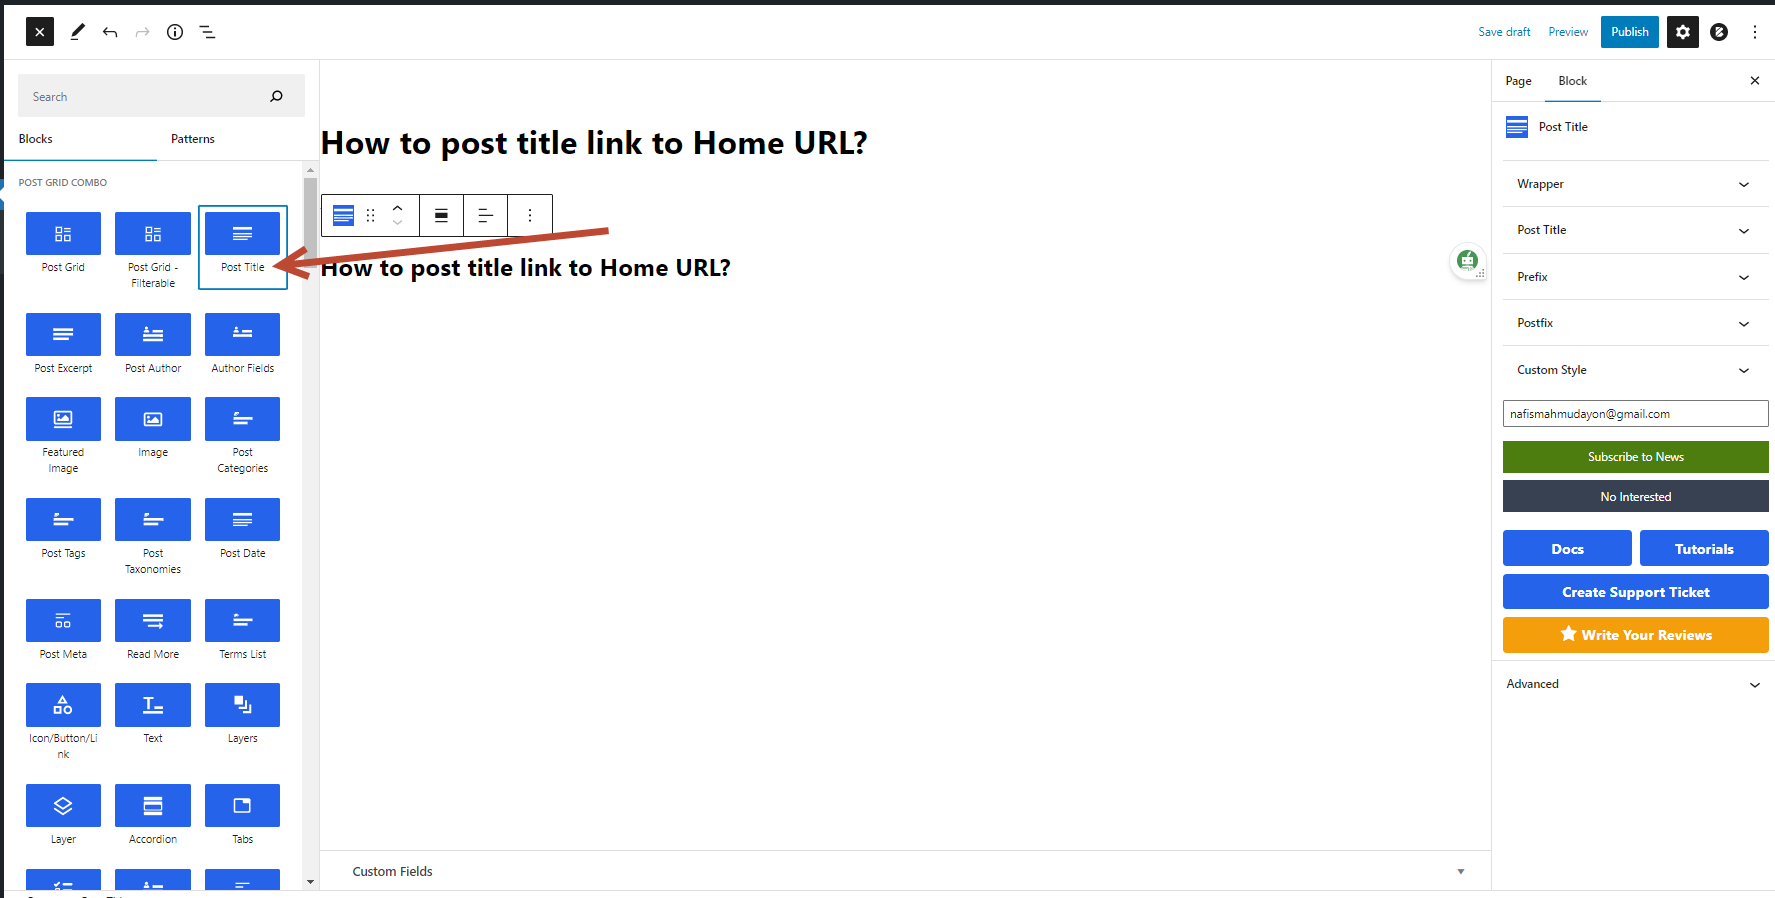 Save draft
Preview
Publish
Search
Blocks
Patterns
POST GRID COMBO
Post Grid
Post Grid -
Filterable
Post Title
Post Excerpt
Post Author
Author Fields
Featured
Image
Image
Post
Categories
Post Tags
Post
Taxonomies
Post Date
Post Meta
Read More
Terms List
Icon/Button/Li
nk
Text
Layers
Layer
Accordion
Tabs
How to post title link to Home URL?
How to post title link to Home URL?
Custom Fields
Page
Block
Post Title
Wrapper
Post Title
Prefix
Postfix
Custom Style
nafismahmudayon@gmail.com
Subscribe to News
No Interested
Docs
Tutorials
Create Support Ticket
Write Your Reviews
Advanced